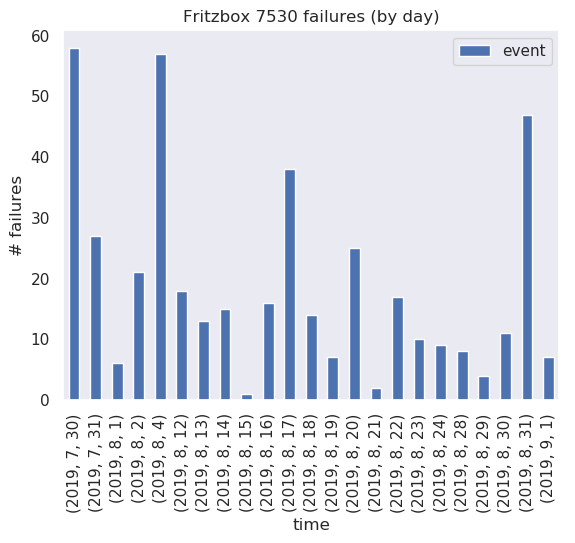 Fritzbox 7530 failures (by day)
event
# failures
60
50
40
30
20
10
0
(2019, 7, 30)
(2019, 7, 31)
(2019, 8, 1)
(2019, 8, 2)
(2019, 8, 4)
(2019, 8, 12)
(2019, 8, 13)
(2019, 8, 14)
(2019, 8, 15)
(2019, 8, 16)
(2019, 8, 17)
(2019, 8, 18)
(2019, 8, 19)
(2019, 8, 20)
(2019, 8, 21)
(2019, 8, 22)
(2019, 8, 23)
(2019, 8, 24)
(2019, 8, 28)
(2019, 8, 29)
(2019, 8, 30)
(2019, 8, 31)
(2019, 9, 1)
time